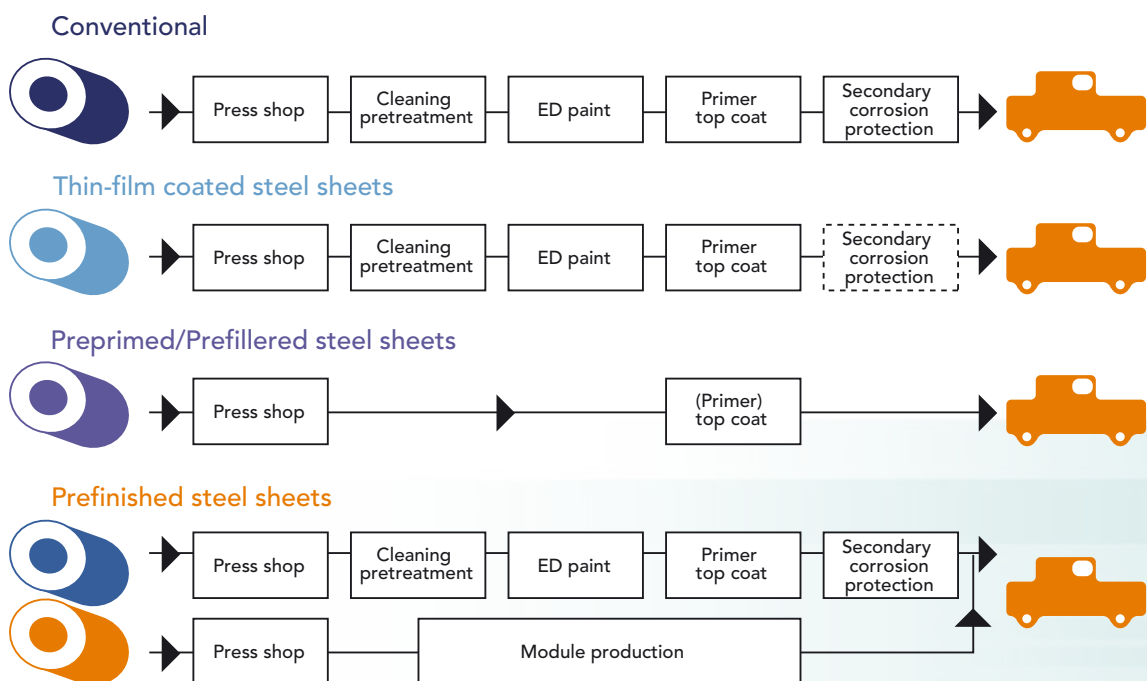 Conventional
Press shop
Cleaning
pretreatment
ED paint
Primer
top coat
Secondary
corrosion
protection
Thin-film coated steel sheets
Press shop
Cleaning
pretreatment
ED paint
Primer
top coat
Secondary
corrosion
protection
Preprimed/Prefillered steel sheets
Press shop
(Primer)
top coat
Prefinished steel sheets
Press shop
Cleaning
pretreatment
ED paint
Primer
top coat
Secondary
corrosion
protection
Press shop
Module production